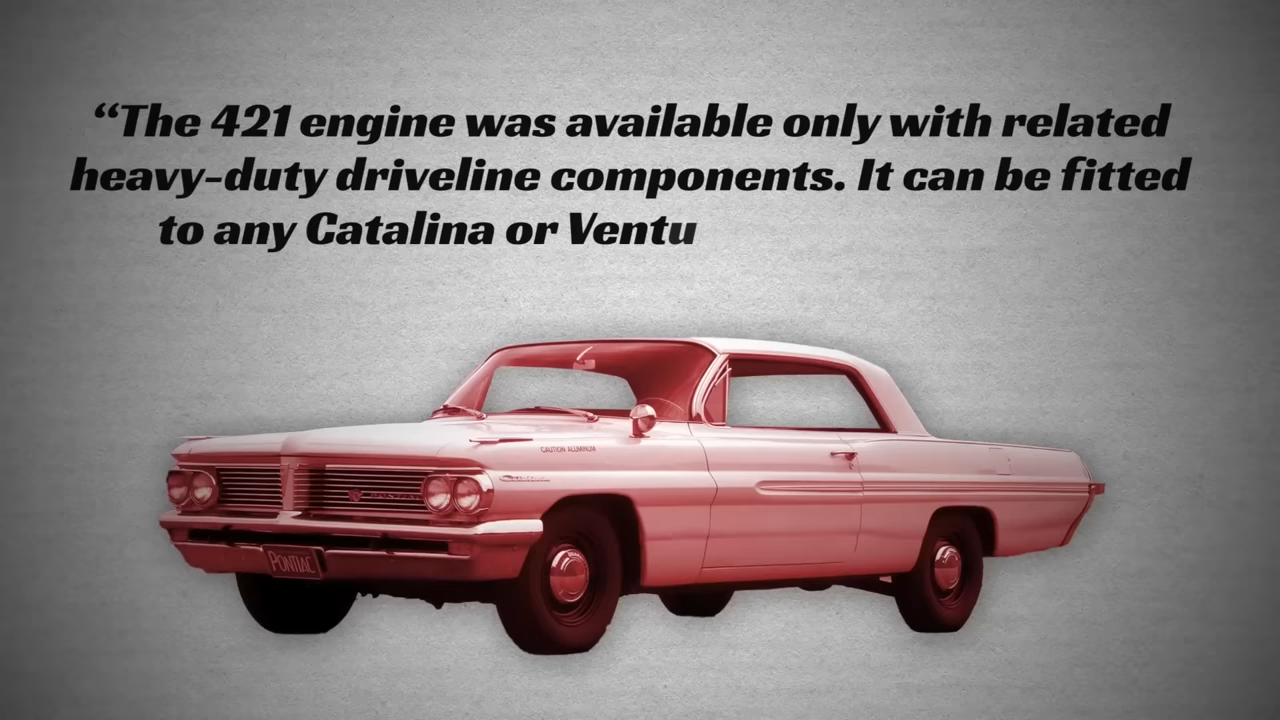 “The 421 engine was available only with related
heavy-duty driveline components. It can be fitted
to any Catalina or Ventu
CAUTION ALUMINUM
PONTIAC
PONTIAC